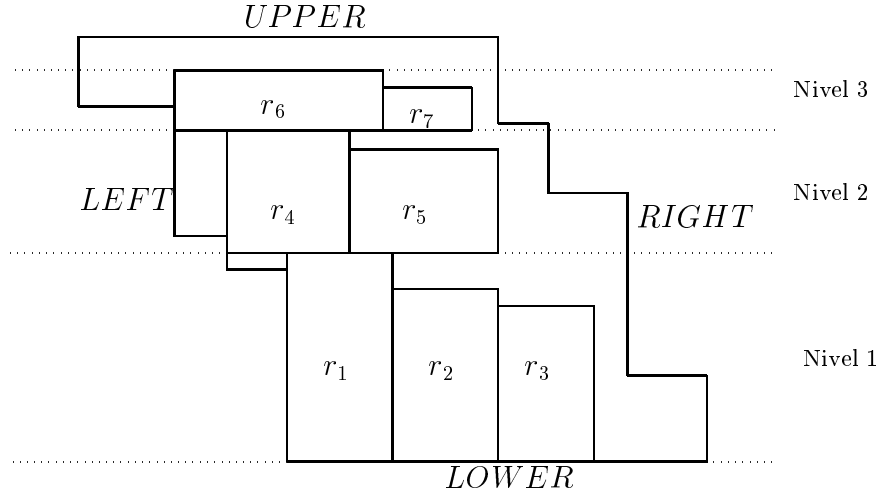 UPPER
Nivel 3
r6
r7
LEFT
Nivel 2
r4
r5
RIGHT
Nivel 1
r1
r2
r3
LOWER